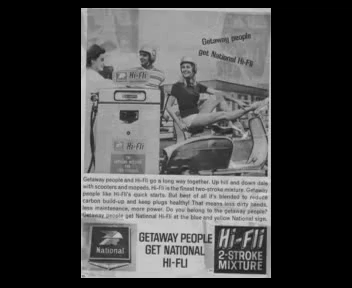 Getaway people
get National Hi-Fli
Hi-Fli
Hi-Fli
Getaway people and Hi-Fli go a long way together. Up hill and down dale
with scooters and mopeds. Hi-Fli is the finest two-stroke mixture. Getaway
people like Hi-Fli's quick starts. But best of all it's blended to reduce
carbon build-up and keep plugs healthy! That means less dirty deeds,
less maintenance, more power. Do you belong to the getaway people?
Getaway people get National Hi-Fli at the blue and yellow National sign.
National
GETAWAY PEOPLE
GET NATIONAL
HI-FLI
Hi-Fli
2-STROKE
MIXTURE